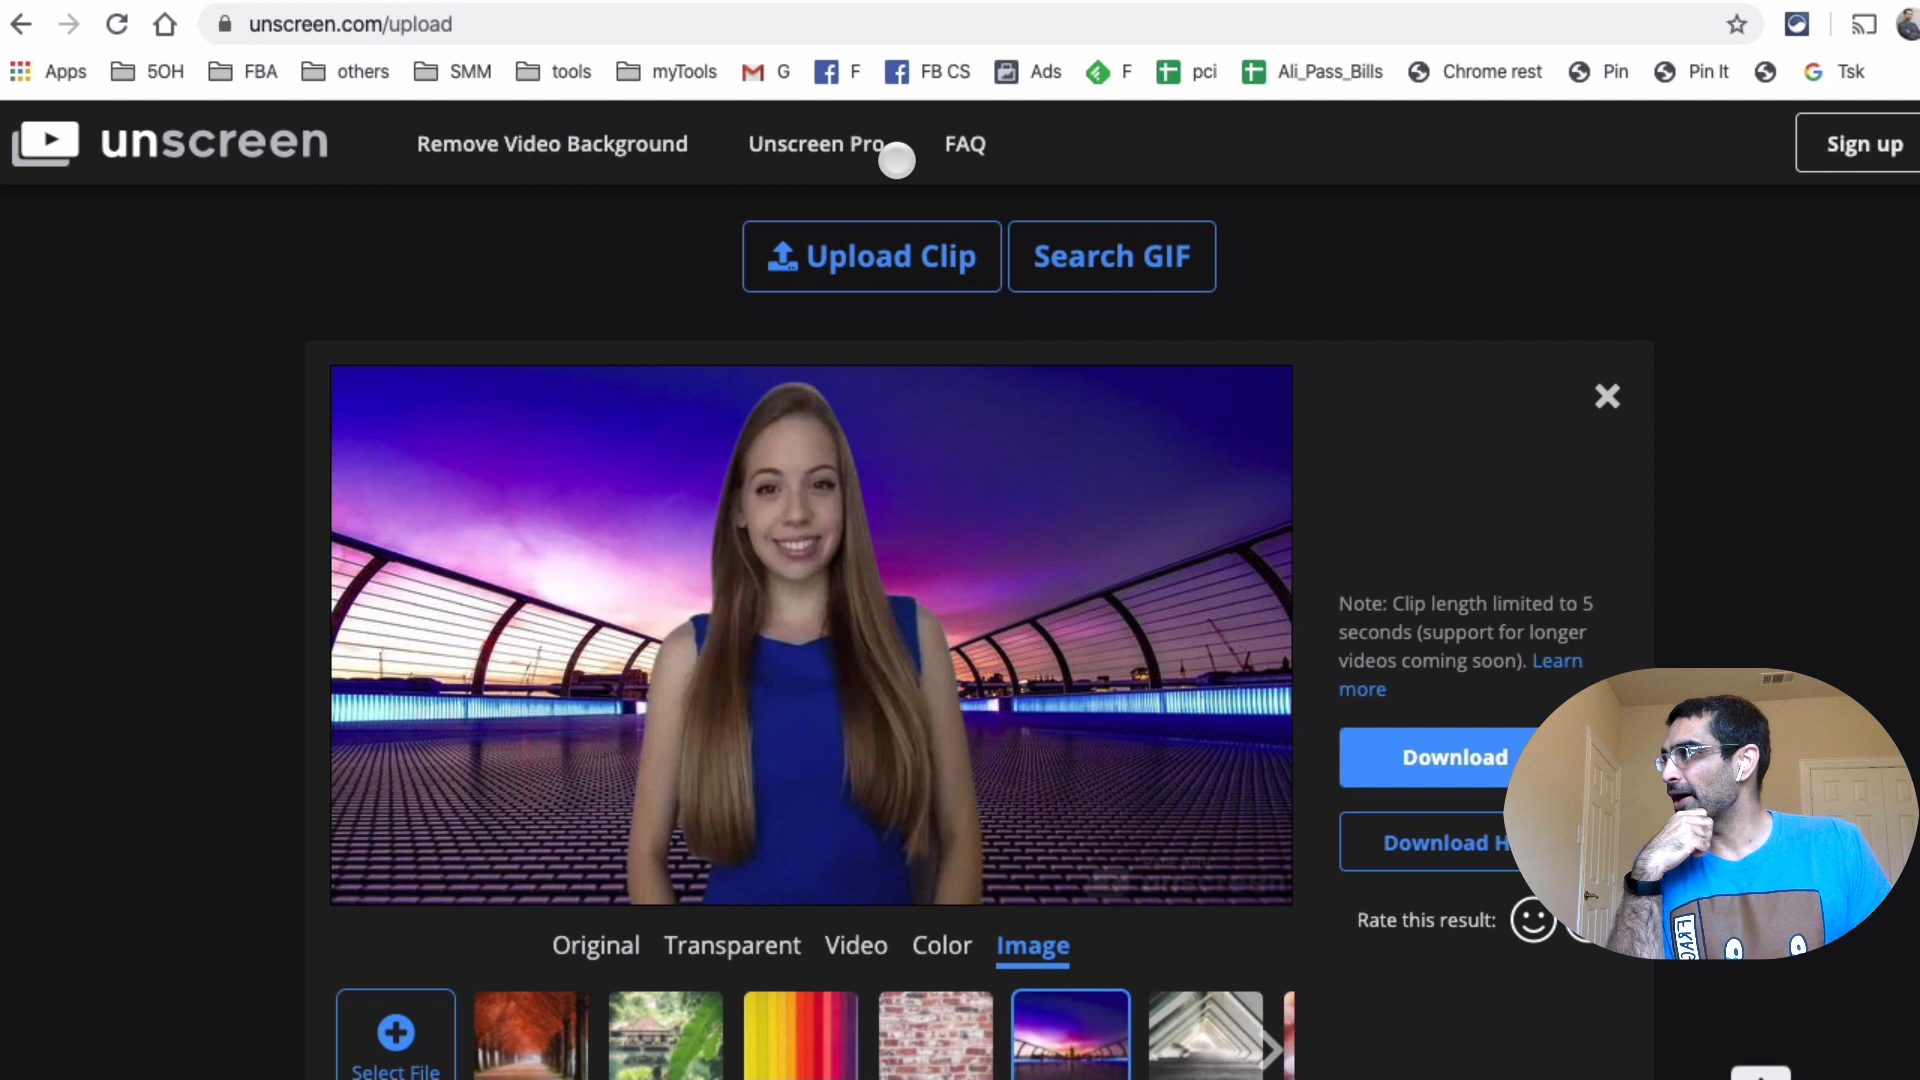 unscreen.com/upload
Apps 5OH FBA others SMM tools myTools G F FB CS Ads F pci Ali_Pass_Bills Chrome rest Pin Pin It Tsk
unscreen Remove Video Background Unscreen Pro FAQ Sign up
Upload Clip Search GIF
Note: Clip length limited to 5
seconds (support for longer
videos coming soon). Learn
more
Download
Download H
unscreen
Rate this result:
Original Transparent Video Color Image
Select File